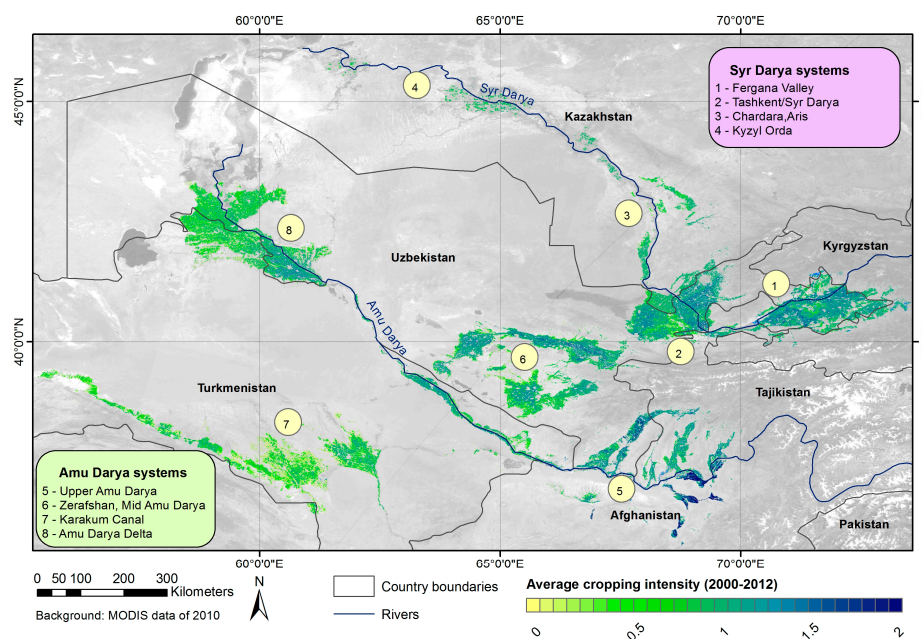 60°0'0"E
65°0'0"E
70°0'0"E
45°0'0"N
40°0'0"N
Syr Darya systems
1 - Fergana Valley
2 - Tashkent/Syr Darya
3 - Chardara,Aris
4 - Kyzyl Orda
4
Syr Darya
Kazakhstan
3
8
Kyrgyzstan
Uzbekistan
1
Amu Darya
6
2
Turkmenistan
Tajikistan
7
5
Afghanistan
Pakistan
Amu Darya systems
5 - Upper Amu Darya
6 - Zerafshan, Mid Amu Darya
7 - Karakum Canal
8 - Amu Darya Delta
60°0'0"E
65°0'0"E
70°0'0"E
0 50 100 200 300
Kilometers
Background: MODIS data of 2010
N
Country boundaries
Rivers
Average cropping intensity (2000-2012)
0
0.5
1
1.5
2